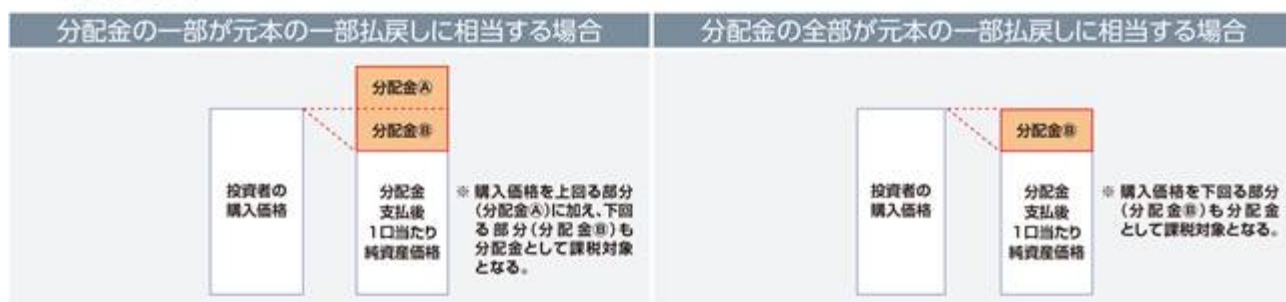 分配金の一部が元本の一部払戻しに相当する場合
分配金Ⓐ
分配金Ⓑ
投資者の
購入価格
分配金
支払後
1口当たり
純資産価格
※ 購入価格を上回る部分
(分配金Ⓐ)に加え、下回
る部分(分配金Ⓑ)も
分配金として課税対象
となる。
分配金の全部が元本の一部払戻しに相当する場合
分配金Ⓑ
投資者の
購入価格
分配金
支払後
1口当たり
純資産価格
※ 購入価格を下回る部分
(分配金Ⓑ)も分配金
として課税対象となる。